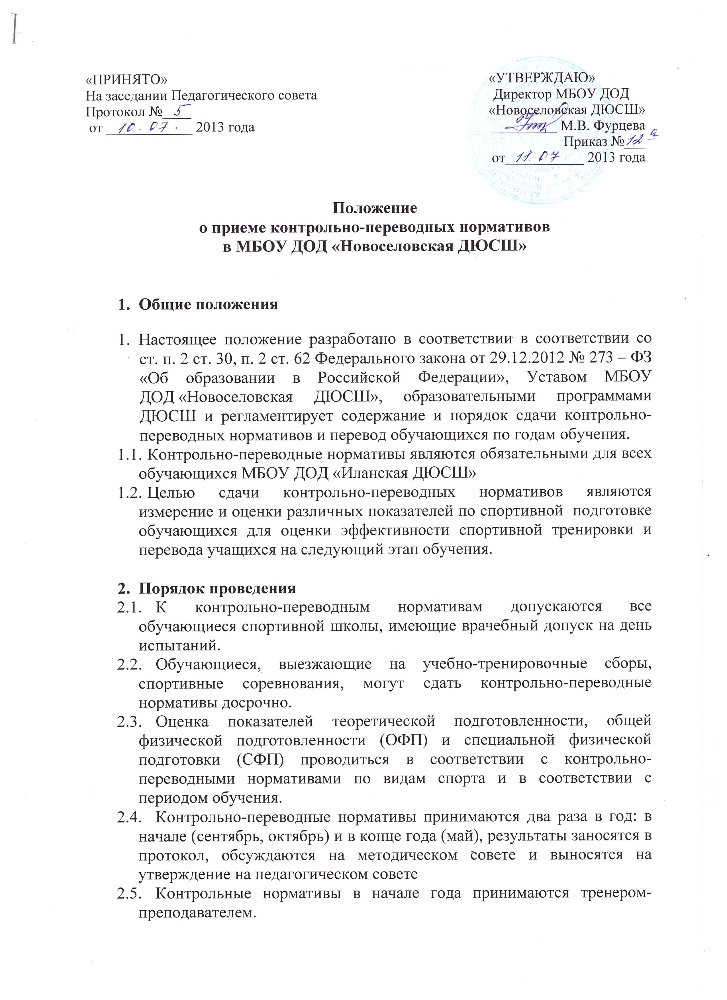 «ПРИНЯТО»
На заседании Педагогического совета
Протокол № 5
от 10.07. 2013 года
«УТВЕРЖДАЮ»
Директор МБОУ ДОД
«Новоселовская ДЮСШ»
М.В. Фурцева
Приказ № 12 а
от 11.07. 2013 года
Положение
о приеме контрольно-переводных нормативов
в МБОУ ДОД «Новоселовская ДЮСШ»
1. Общие положения
1. Настоящее положение разработано в соответствии в соответствии со
ст. п. 2 ст. 30, п. 2 ст. 62 Федерального закона от 29.12.2012 № 273 – ФЗ
«Об образовании в Российской Федерации», Уставом МБОУ
ДОД «Новоселовская ДЮСШ», образовательными программами
ДЮСШ и регламентирует содержание и порядок сдачи контрольно-
переводных нормативов и перевод обучающихся по годам обучения.
1.1. Контрольно-переводные нормативы являются обязательными для всех
обучающихся МБОУ ДОД «Иланская ДЮСШ»
1.2. Целью сдачи контрольно-переводных нормативов являются
измерение и оценки различных показателей по спортивной подготовке
обучающихся для оценки эффективности спортивной тренировки и
перевода учащихся на следующий этап обучения.
2. Порядок проведения
2.1. К контрольно-переводным нормативам допускаются все
обучающиеся спортивной школы, имеющие врачебный допуск на день
испытаний.
2.2. Обучающиеся, выезжающие на учебно-тренировочные сборы,
спортивные соревнования, могут сдать контрольно-переводные
нормативы досрочно.
2.3. Оценка показателей теоретической подготовленности, общей
физической подготовленности (ОФП) и специальной физической
подготовки (СФП) проводиться в соответствии с контрольно-
переводными нормативами по видам спорта и в соответствии с
периодом обучения.
2.4. Контрольно-переводные нормативы принимаются два раза в год: в
начале (сентябрь, октябрь) и в конце года (май), результаты заносятся в
протокол, обсуждаются на методическом совете и выносятся на
утверждение на педагогическом совете
2.5. Контрольные нормативы в начале года принимаются тренером-
преподавателем.